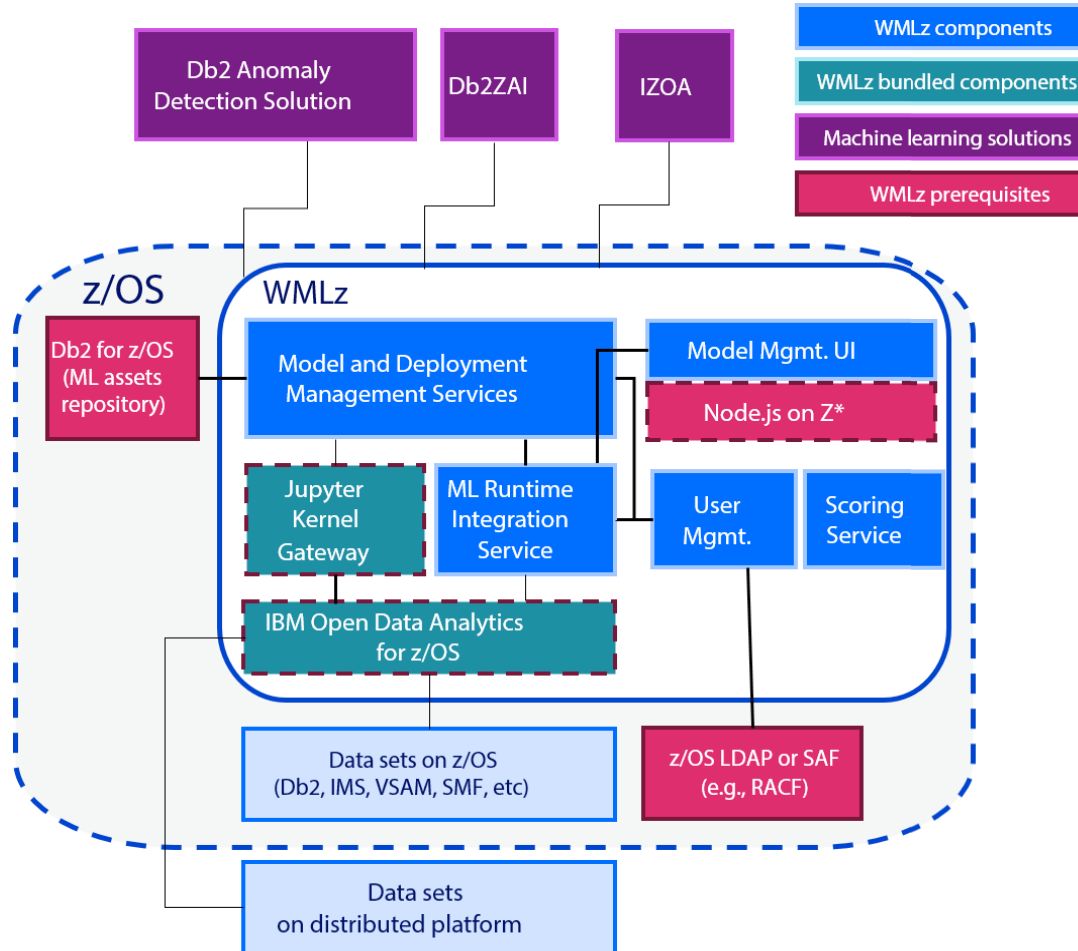 Db2 Anomaly
Detection Solution
Db2ZAI
IZOA
WMLz components
WMLz bundled components
Machine learning solutions
WMLz prerequisites
z/OS
WMLz
Db2 for z/OS
(ML assets
repository)
Model and Deployment
Management Services
Model Mgmt. UI
Node.js on Z*
Jupyter
Kernel
Gateway
ML Runtime
Integration
Service
User
Mgmt.
Scoring
Service
IBM Open Data Analytics
for z/OS
Data sets on z/OS
(Db2, IMS, VSAM, SMF, etc)
z/OS LDAP or SAF
(e.g., RACF)
Data sets
on distributed platform